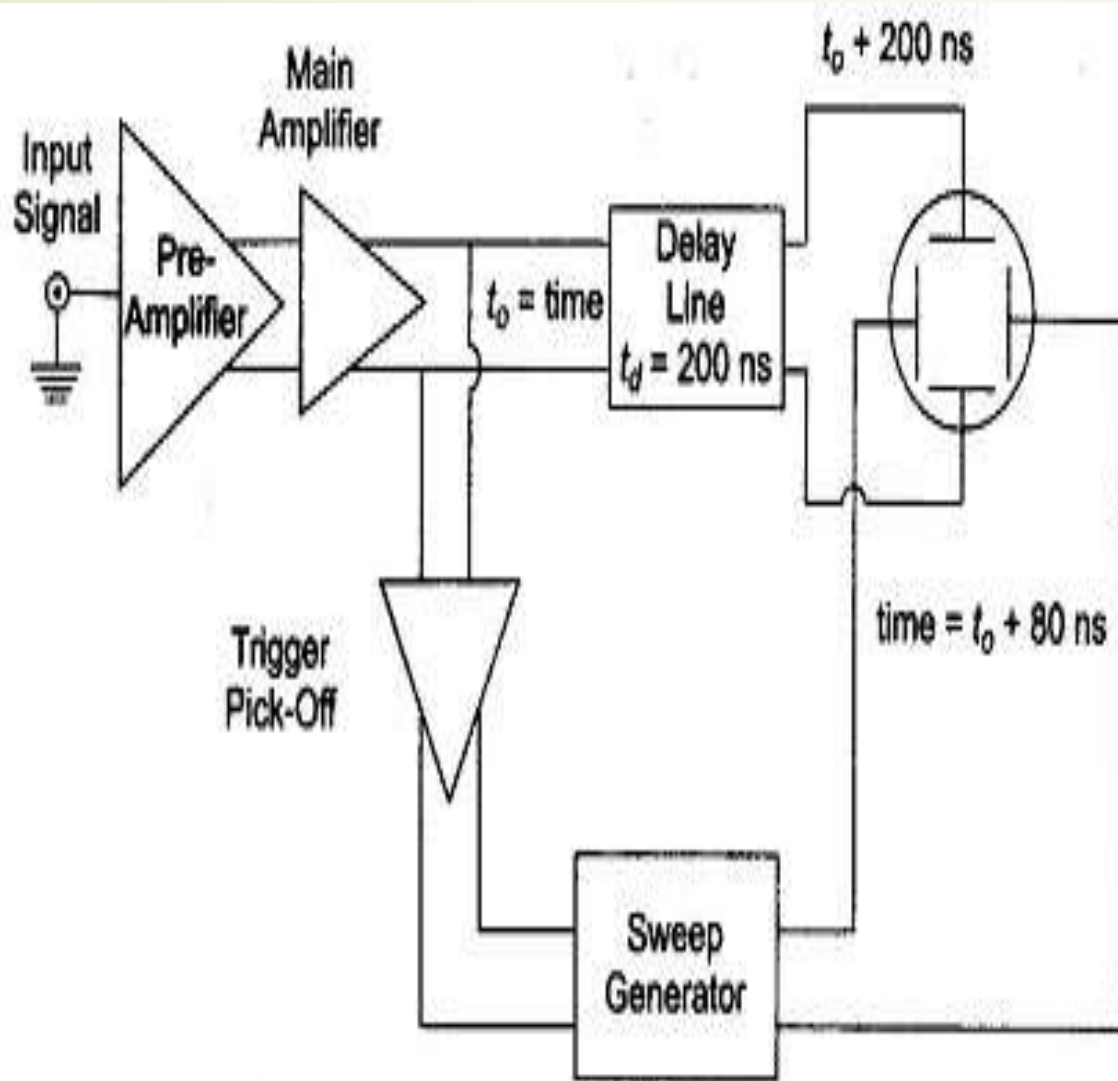 t₀ + 200 ns
Main
Amplifier
Input
Signal
Pre-
Amplifier
t₀ = time
Delay
Line
t_d = 200 ns
time = t₀ + 80 ns
Trigger
Pick-Off
Sweep
Generator